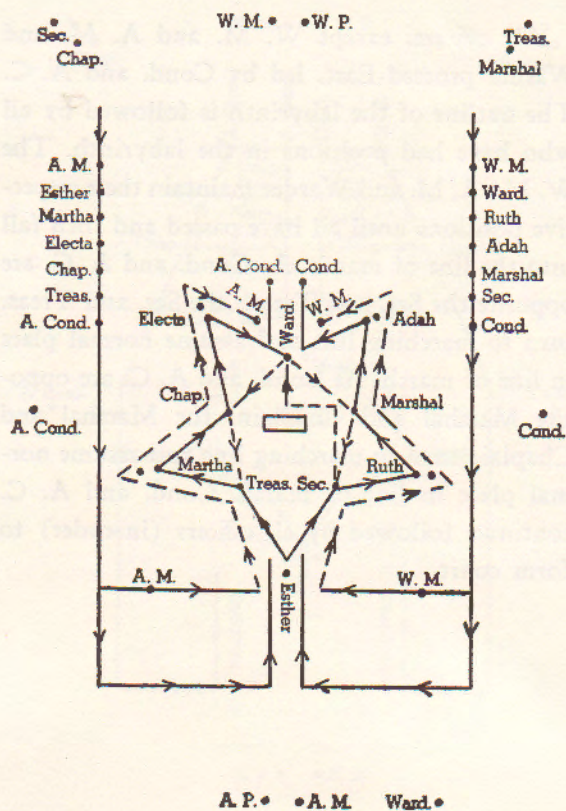 W. M. W. P.
Sec. Treas.
Chap. Marshal
A. M. W. M.
Esther Ward.
Martha Ruth
Electa Adah
Chap. Marshal
A. Cond. Cond.
Treas. Sec.
A. M. W. M.
Electa Ward. Adah
A. Cond. Cond.
Chap. Marshal
A. Cond. Cond.
Martha Treas. Sec. Ruth
A. M. W. M.
Esther
A. P. A. M. Ward.